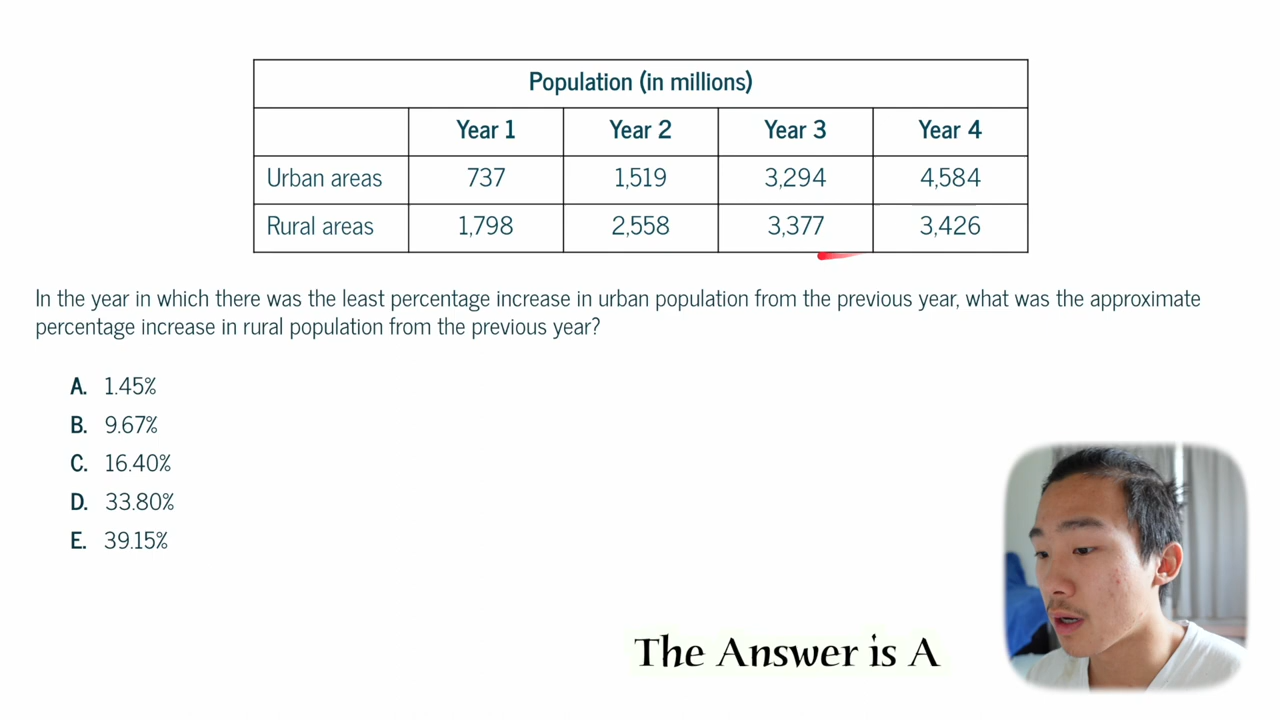 Population (in millions)
Year 1 Year 2 Year 3 Year 4
Urban areas 737 1,519 3,294 4,584
Rural areas 1,798 2,558 3,377 3,426
In the year in which there was the least percentage increase in urban population from the previous year, what was the approximate
percentage increase in rural population from the previous year?
A. 1.45%
B. 9.67%
C. 16.40%
D. 33.80%
E. 39.15%
The Answer is A